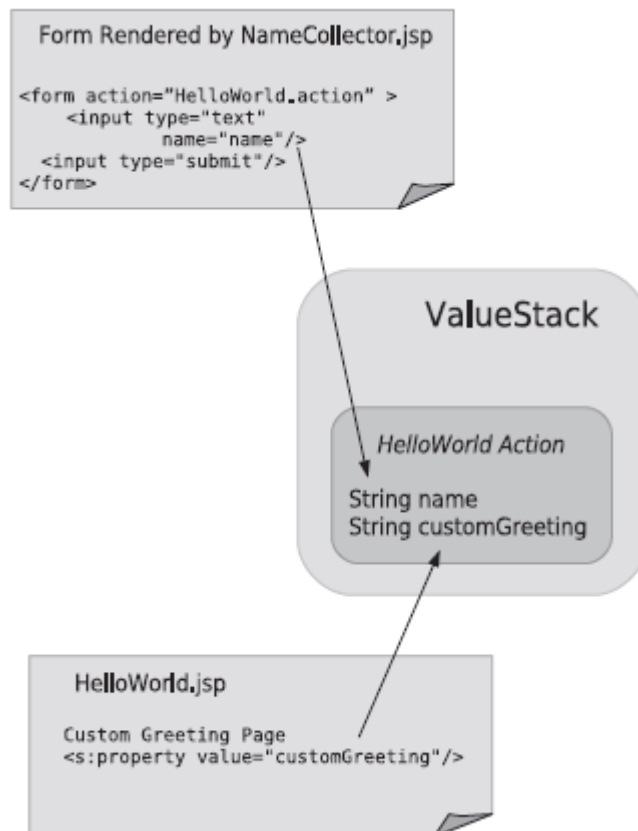 Form Rendered by NameCollector.jsp
<form action=”HelloWorld.action” >
<input type="text"
name="name"/>
<input type="submit"/>
</form>
ValueStack
HelloWorld Action
String name
String customGreeting
HelloWorld.jsp
Custom Greeting Page
<s:property value="customGreeting"/>